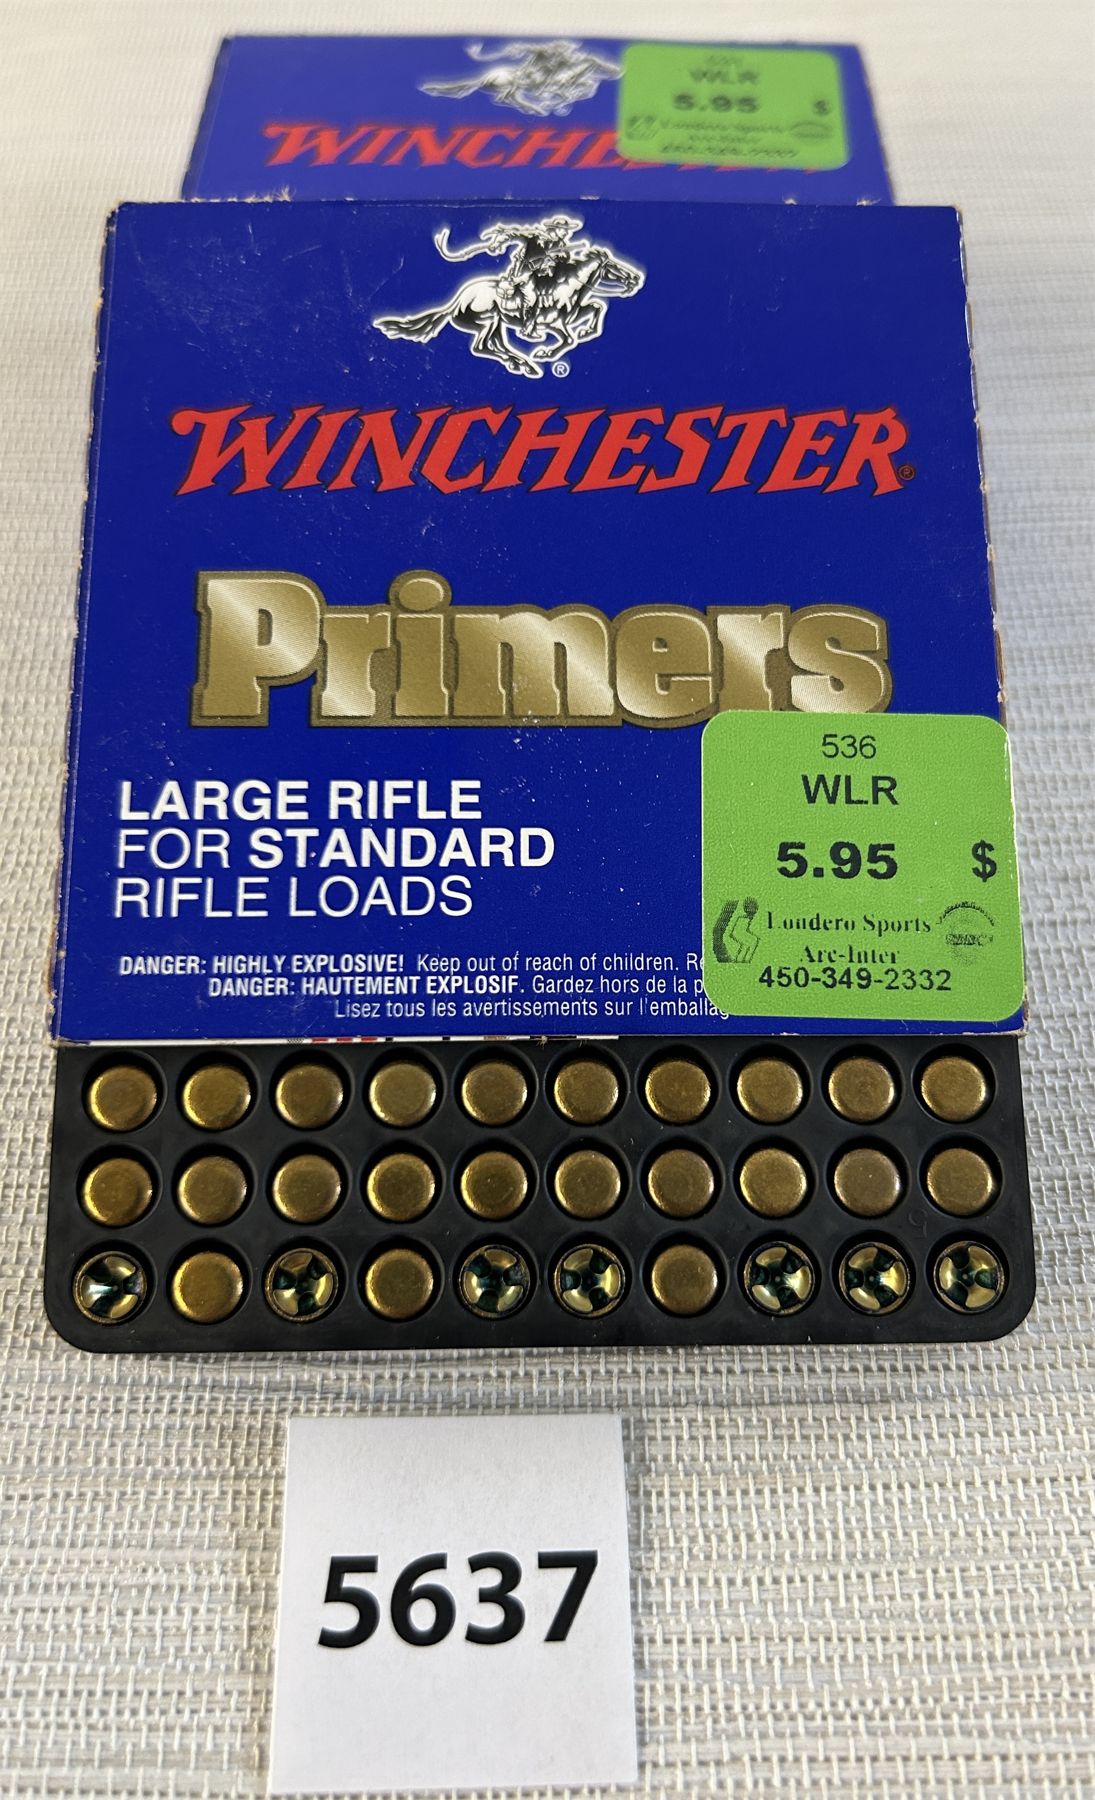 WLR
5.95 $
WINCHE
®
WINCHESTER®
Primers
LARGE RIFLE
FOR STANDARD
RIFLE LOADS
DANGER: HIGHLY EXPLOSIVE! Keep out of reach of children.
DANGER: HAUTEMENT EXPLOSIF. Gardez hors de la
Lisez tous les avertissements sur l'emballag
536
WLR
5.95 $
Londero Sports
Arc-Inter
450-349-2332
5637